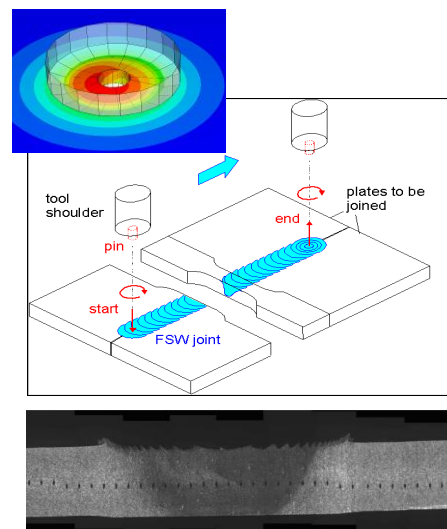 tool
shoulder
pin
start
FSW joint
end
plates to be
joined